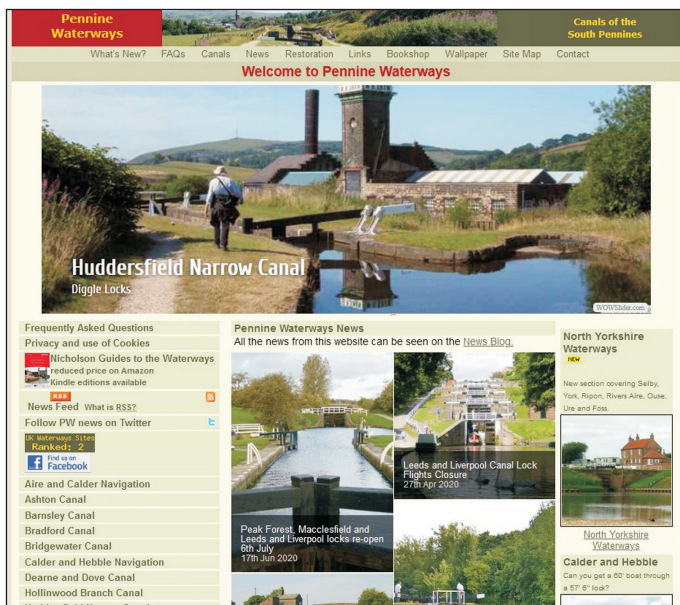 Pennine
Waterways
Canals of the
South Pennines
What's New? FAQs Canals News Restoration Links Bookshop Wallpaper Site Map Contact
Welcome to Pennine Waterways
Huddersfield Narrow Canal
Diggle Locks
WOWSlider.com
Frequently Asked Questions
Privacy and use of Cookies
Nicholson Guides to the Waterways
reduced price on Amazon
Kindle editions available
RSS
News Feed What is RSS?
Follow PW news on Twitter
UK Waterways Sites
Ranked: 2
Find us on
Facebook
Aire and Calder Navigation
Ashton Canal
Barnsley Canal
Bradford Canal
Bridgewater Canal
Calder and Hebble Navigation
Dearne and Dove Canal
Hollinwood Branch Canal
Pennine Waterways News
All the news from this website can be seen on the News Blog.
Peak Forest, Macclesfield and
Leeds and Liverpool locks re-open
6th July
17th Jun 2020
Leeds and Liverpool Canal Lock
Flights Closure
27th Apr 2020
North Yorkshire
Waterways
NEW
New section covering Selby,
York, Ripon, Rivers Aire, Ouse,
Ure and Foss.
North Yorkshire
Waterways
Calder and Hebble
Can you get a 60' boat through
a 57' 6" lock?